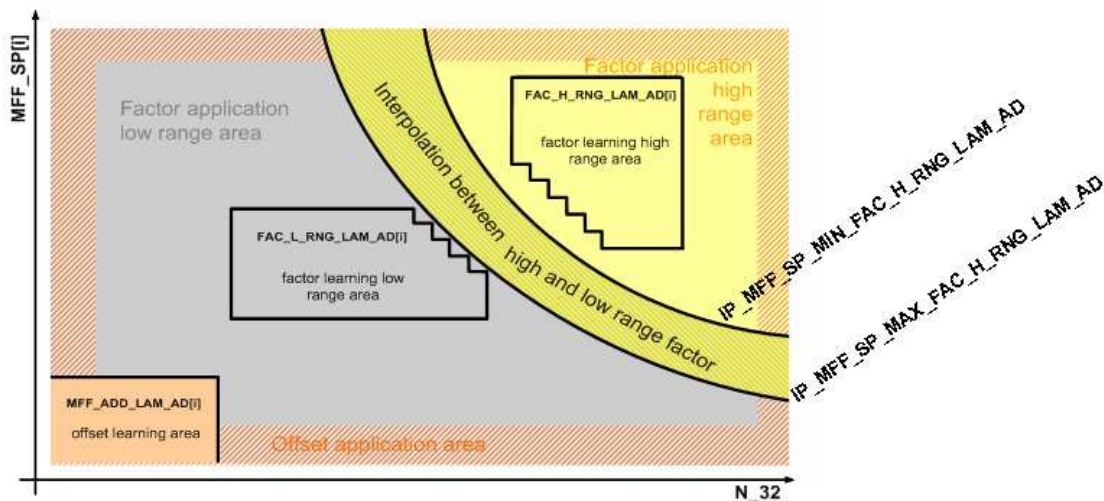 MFF_SP[i]
Factor application
low range area
Factor application
high
range
area
FAC_H_RNG_LAM_AD[i]
factor learning high
range area
Interpolation between high and low range factor
FAC_L_RNG_LAM_AD[i]
factor learning low
range area
IP_MFF_SP_MIN_FAC_H_RNG_LAM_AD
IP_MFF_SP_MAX_FAC_H_RNG_LAM_AD
MFF_ADD_LAM_AD[i]
offset learning area
Offset application area
N_32